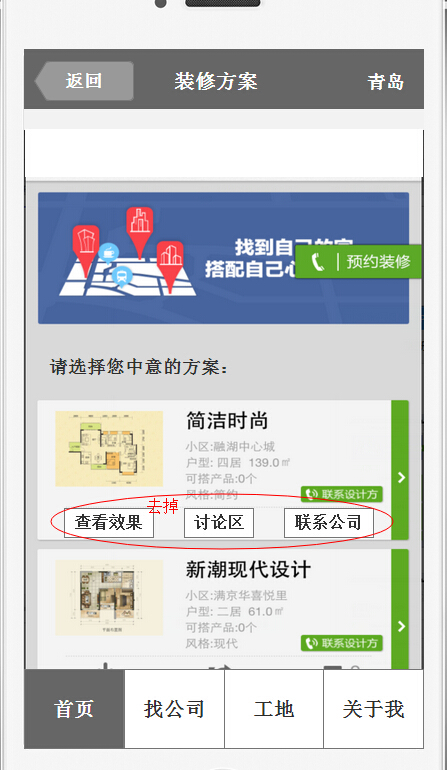 返回
装修方案
青岛
找到自己的家
搭配自己心
预约装修
请选择您中意的方案：
简洁时尚
小区:融湖中心城
户型: 四居 139.0㎡
可搭产品:0个
风格:简约
联系设计方
去掉
查看效果
讨论区
联系公司
新潮现代设计
小区:满京华喜悦里
户型: 二居 61.0㎡
可搭产品:0个
风格:现代
联系设计方
首页
找公司
工地
关于我